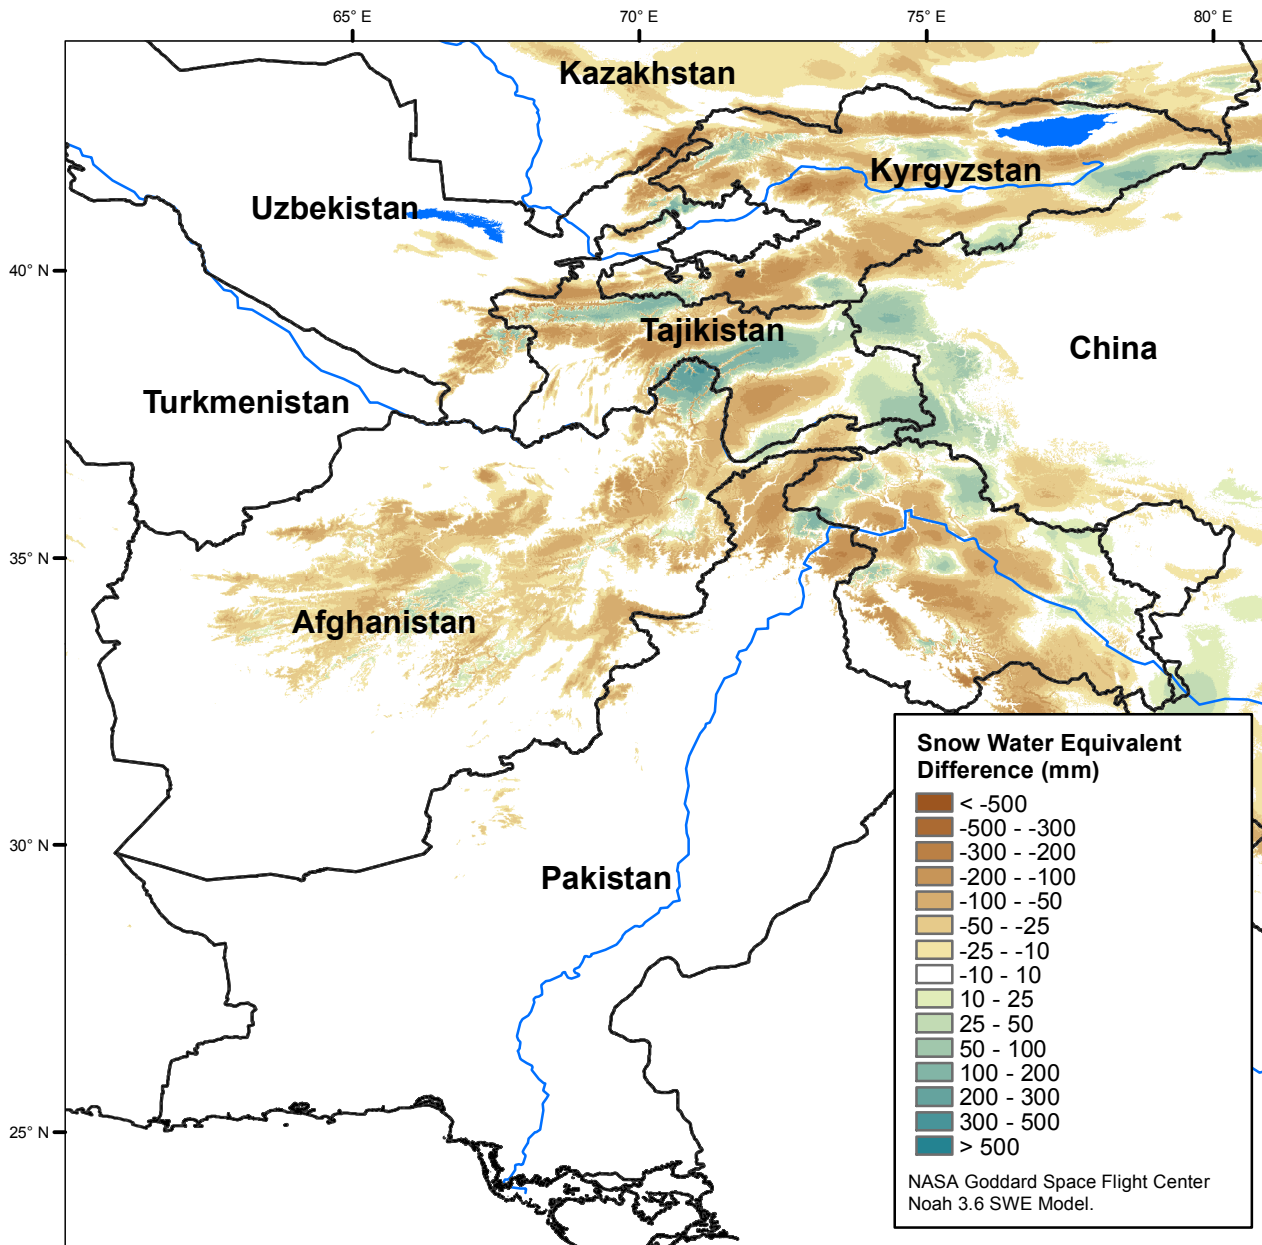 65° E
70° E
75° E
80° E
Kazakhstan
Kyrgyzstan
Uzbekistan
40° N
Tajikistan
China
Turkmenistan
35° N
Afghanistan
30° N
Pakistan
25° N
Snow Water Equivalent
Difference (mm)
< -500
-500 - -300
-300 - -200
-200 - -100
-100 - -50
-50 - -25
-25 - -10
-10 - 10
10 - 25
25 - 50
50 - 100
100 - 200
200 - 300
300 - 500
> 500
NASA Goddard Space Flight Center
Noah 3.6 SWE Model.